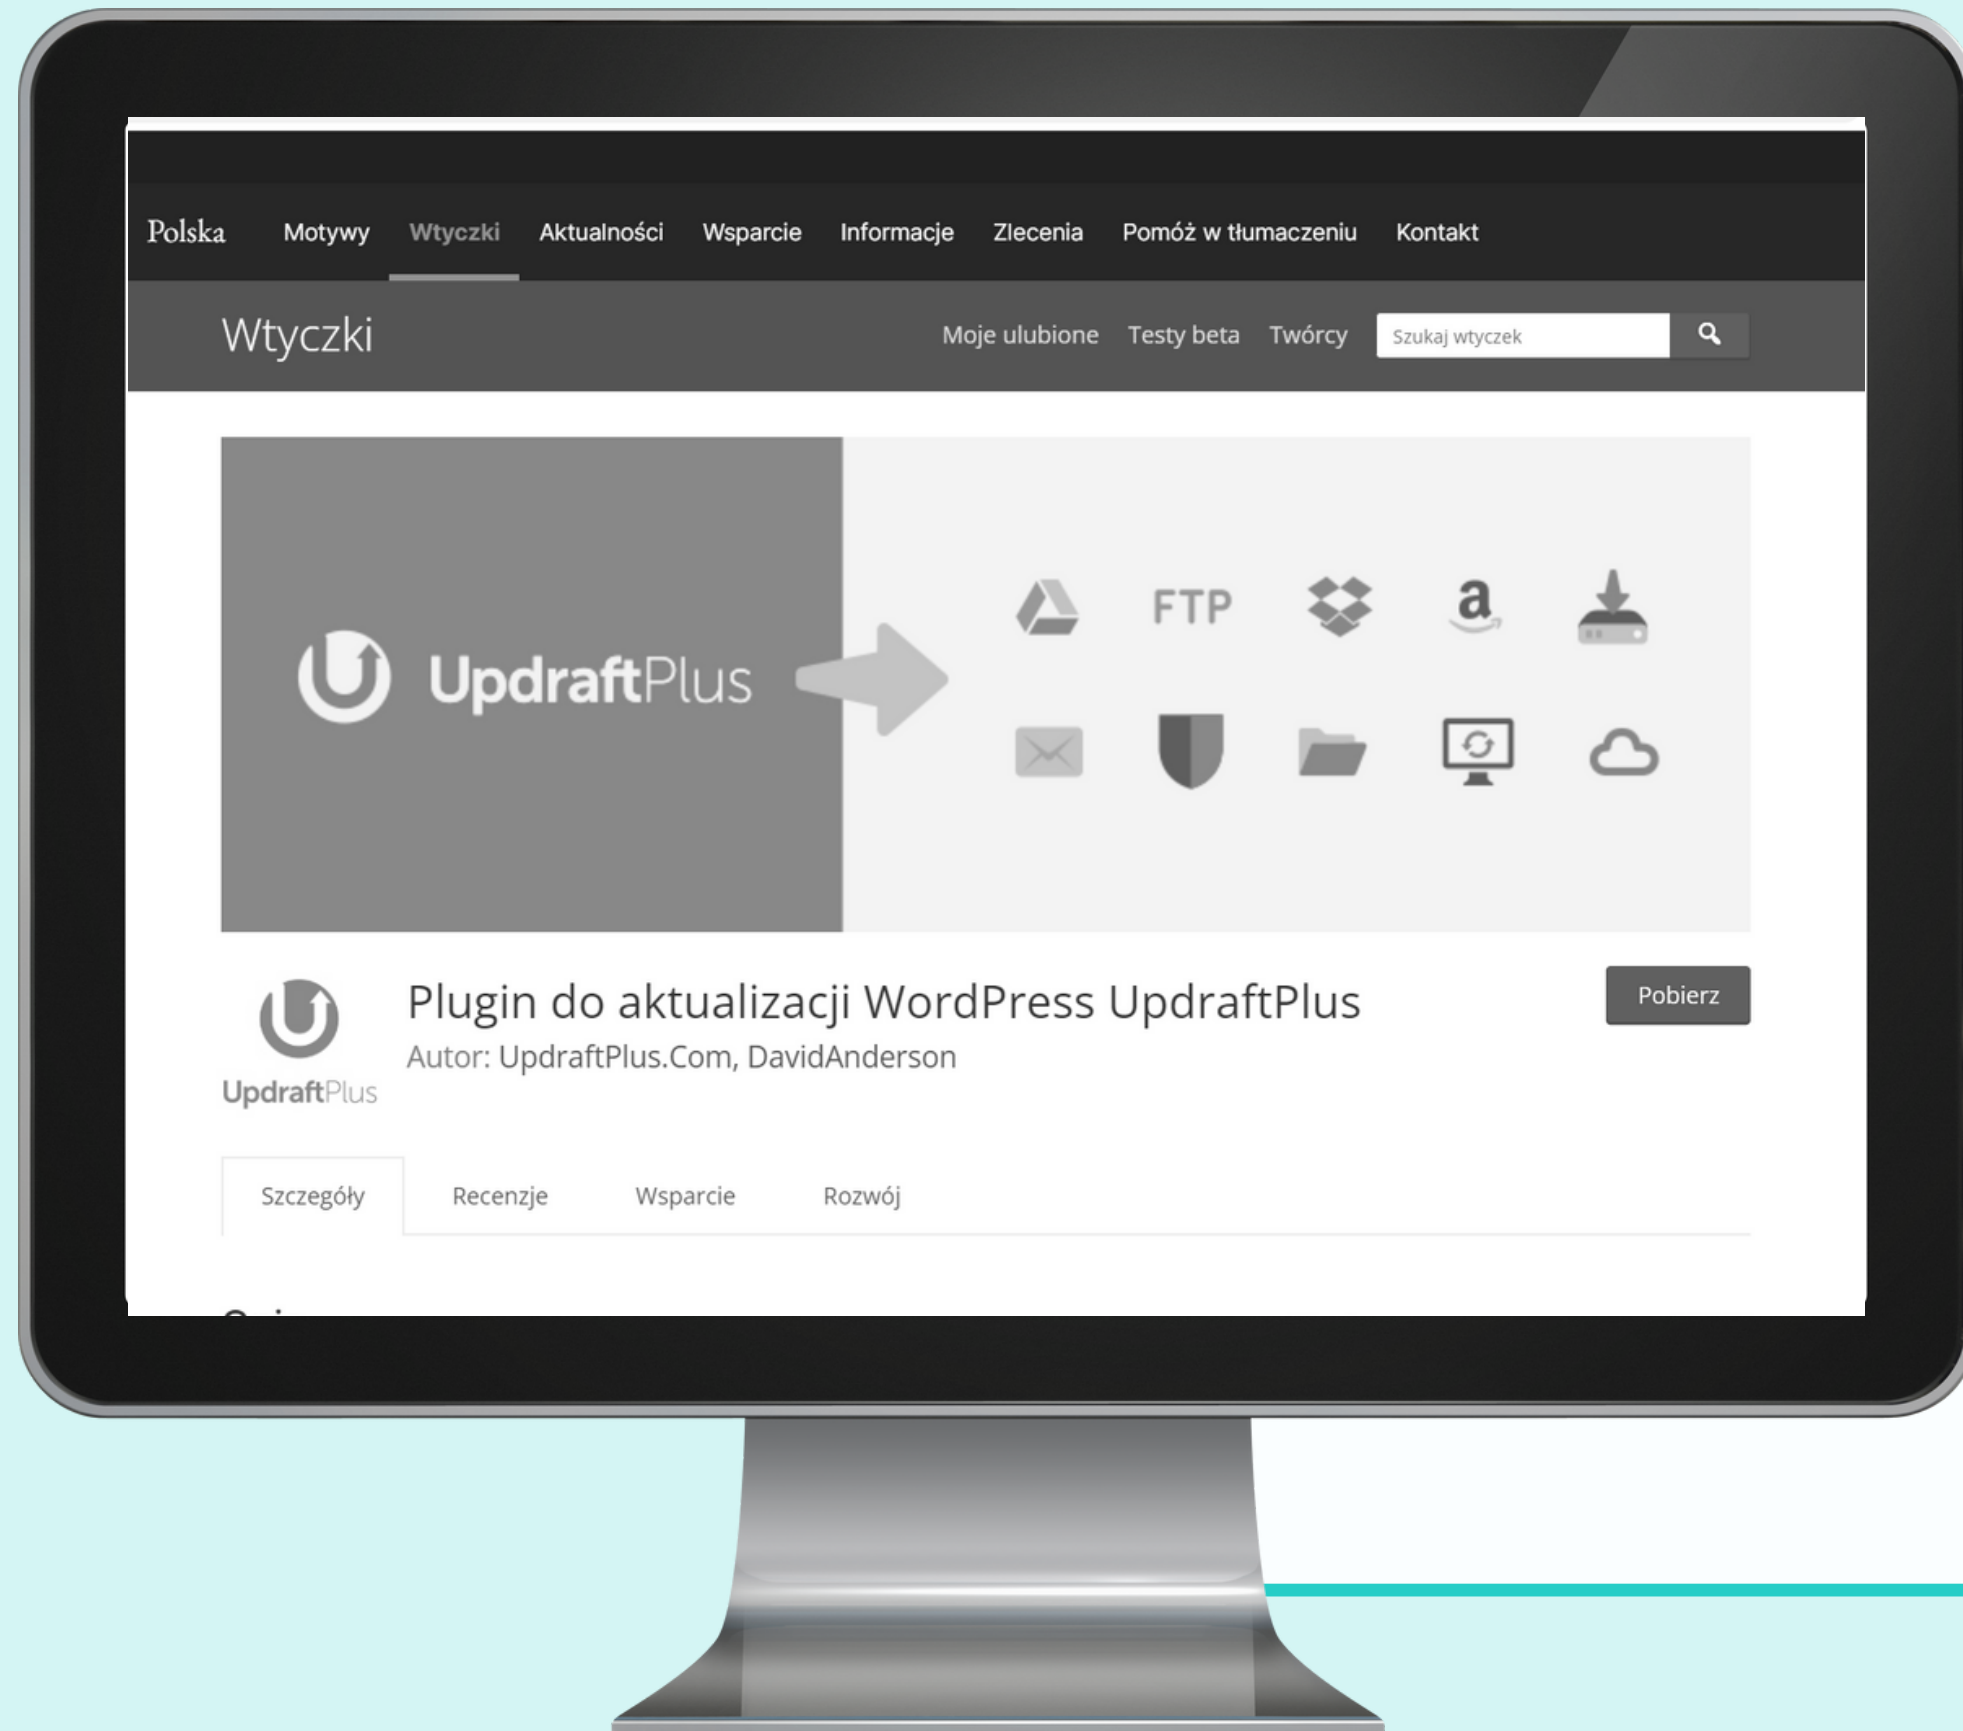 Polska Motywy Wtyczki Aktualności Wsparcie Informacje Zlecenia Pomóż w tłumaczeniu Kontakt
Wtyczki Moje ulubione Testy beta Twórcy Szukaj wtyczek
UpdraftPlus
FTP
a
Plugin do aktualizacji WordPress UpdraftPlus
Pobierz
Autor: UpdraftPlus.Com, DavidAnderson
UpdraftPlus
Szczegóły Recenzje Wsparcie Rozwój